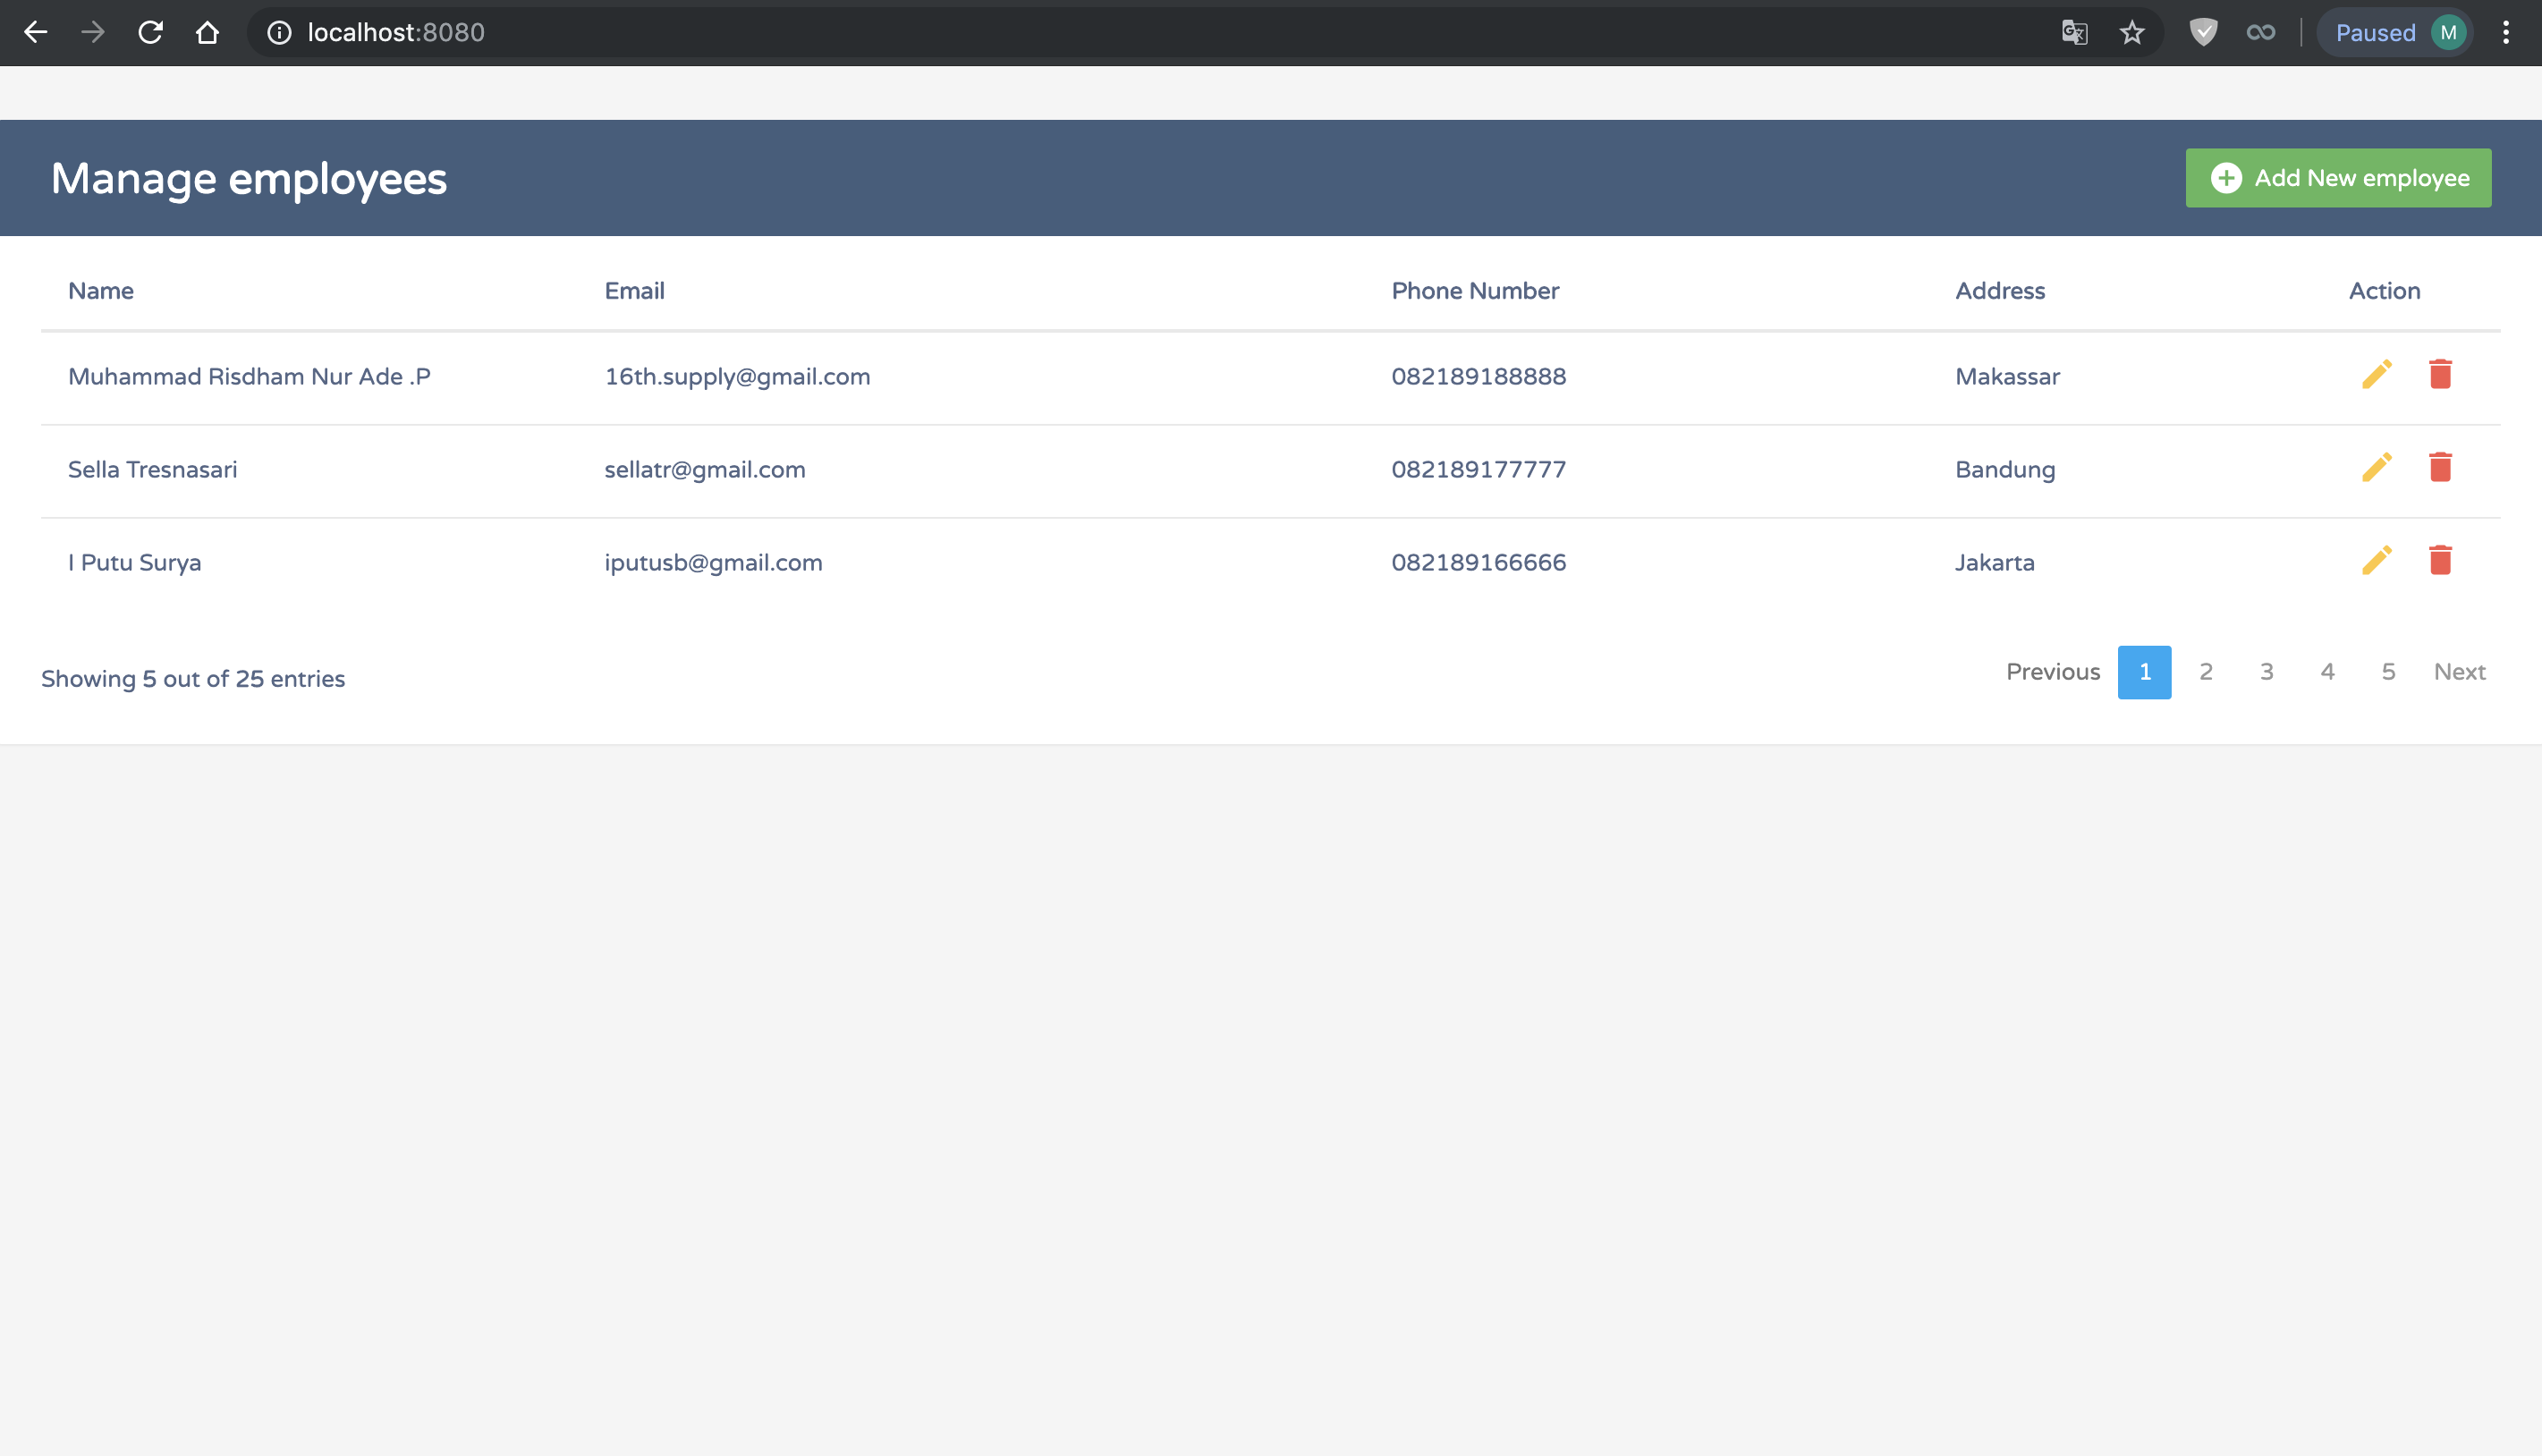 localhost:8080 Paused M
Manage employees Add New employee
Name Email Phone Number Address Action
Muhammad Risdham Nur Ade .P 16th.supply@gmail.com 082189188888 Makassar
Sella Tresnasari sellatr@gmail.com 082189177777 Bandung
I Putu Surya iputusb@gmail.com 082189166666 Jakarta
Showing 5 out of 25 entries Previous 1 2 3 4 5 Next